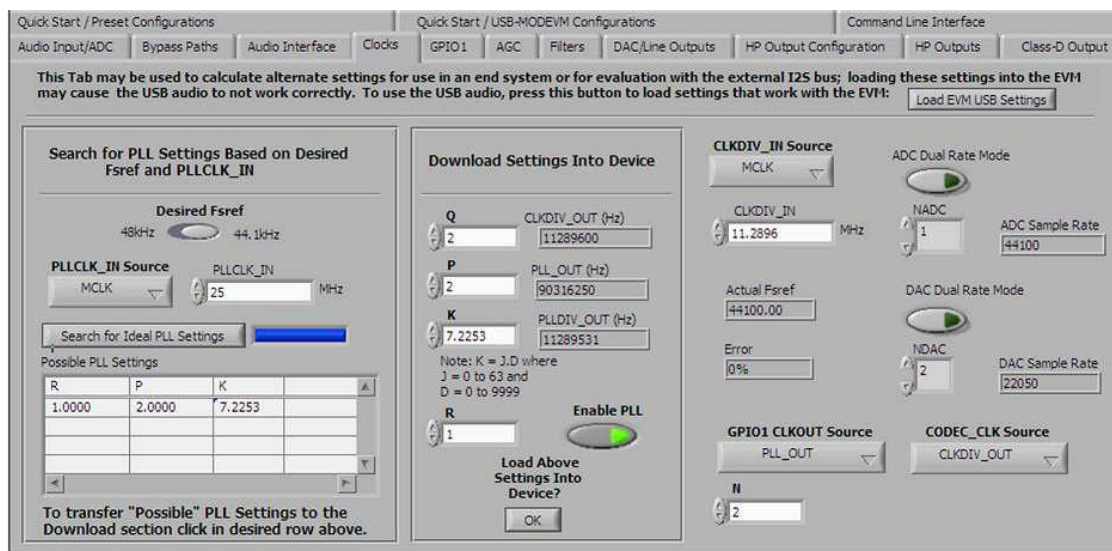 Quick Start / Preset Configurations
Quick Start / USB-MODEVM Configurations
Command Line Interface
Audio Input/ADC
Bypass Paths
Audio Interface
Clocks
GPIO1
AGC
Filters
DAC/Line Outputs
HP Output Configuration
HP Outputs
Class-D Output
This Tab may be used to calculate alternate settings for use in an end system or for evaluation with the external I2S bus; loading these settings into the EVM
may cause the USB audio to not work correctly. To use the USB audio, press this button to load settings that work with the EVM:
Load EVM USB Settings
Search for PLL Settings Based on Desired
Fsref and PLLCLK_IN
Desired Fsref
48kHz
44.1kHz
PLLCLK_IN Source
PLLCLK_IN
MCLK
25
MHz
Search for Ideal PLL Settings
Possible PLL Settings
R P K
1.0000 2.0000 7.2253
To transfer "Possible" PLL Settings to the
Download section click in desired row above.
Download Settings Into Device
Q
CLKDIV_OUT (Hz)
2
11289600
P
PLL_OUT (Hz)
2
90316250
K
PLLDIV_OUT (Hz)
7.2253
11289531
Note: K = J.D where
J = 0 to 63 and
D = 0 to 9999
R
Enable PLL
1
Load Above
Settings Into
Device?
OK
CLKDIV_IN Source
MCLK
ADC Dual Rate Mode
CLKDIV_IN
11.2896
MHz
NADC
1
ADC Sample Rate
44100
Actual Fsref
44100.00
DAC Dual Rate Mode
Error
0%
NDAC
2
DAC Sample Rate
22050
GPIO1 CLKOUT Source
PLL_OUT
CODEC_CLK Source
CLKDIV_OUT
N
2